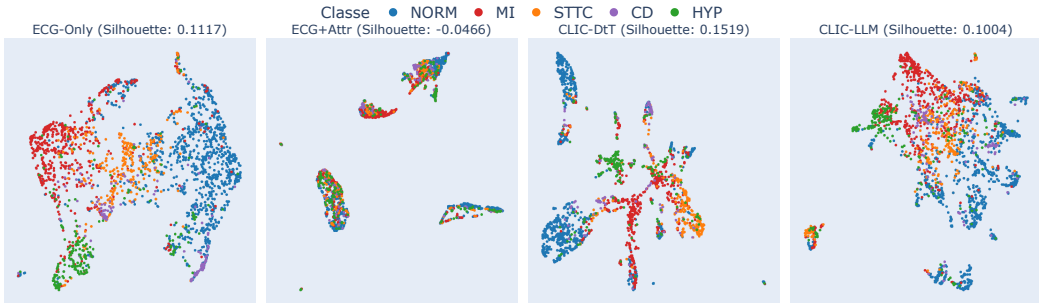 Classe NORM MI STTC CD HYP
ECG-Only (Silhouette: 0.1117)
ECG+Attr (Silhouette: -0.0466)
CLIC-DtT (Silhouette: 0.1519)
CLIC-LLM (Silhouette: 0.1004)